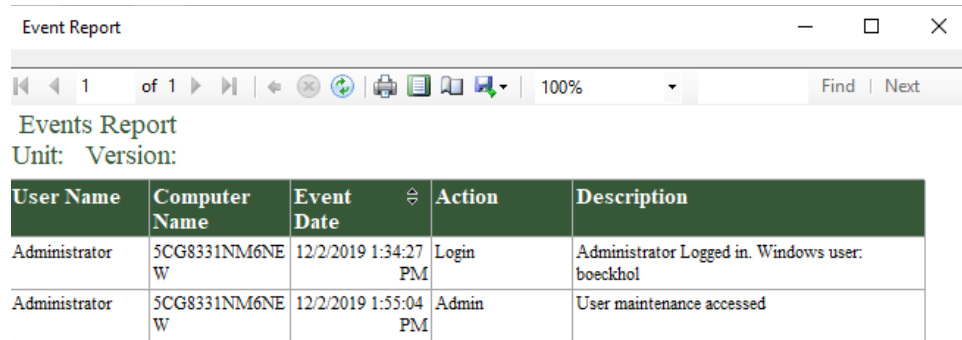 Event Report
1 of 1 100% Find | Next
Events Report
Unit: Version:
User Name Computer Name Event Date Action Description
Administrator 5CG8331NM6NEW 12/2/2019 1:34:27 PM Login Administrator Logged in. Windows user: boeckhol
Administrator 5CG8331NM6NEW 12/2/2019 1:55:04 PM Admin User maintenance accessed